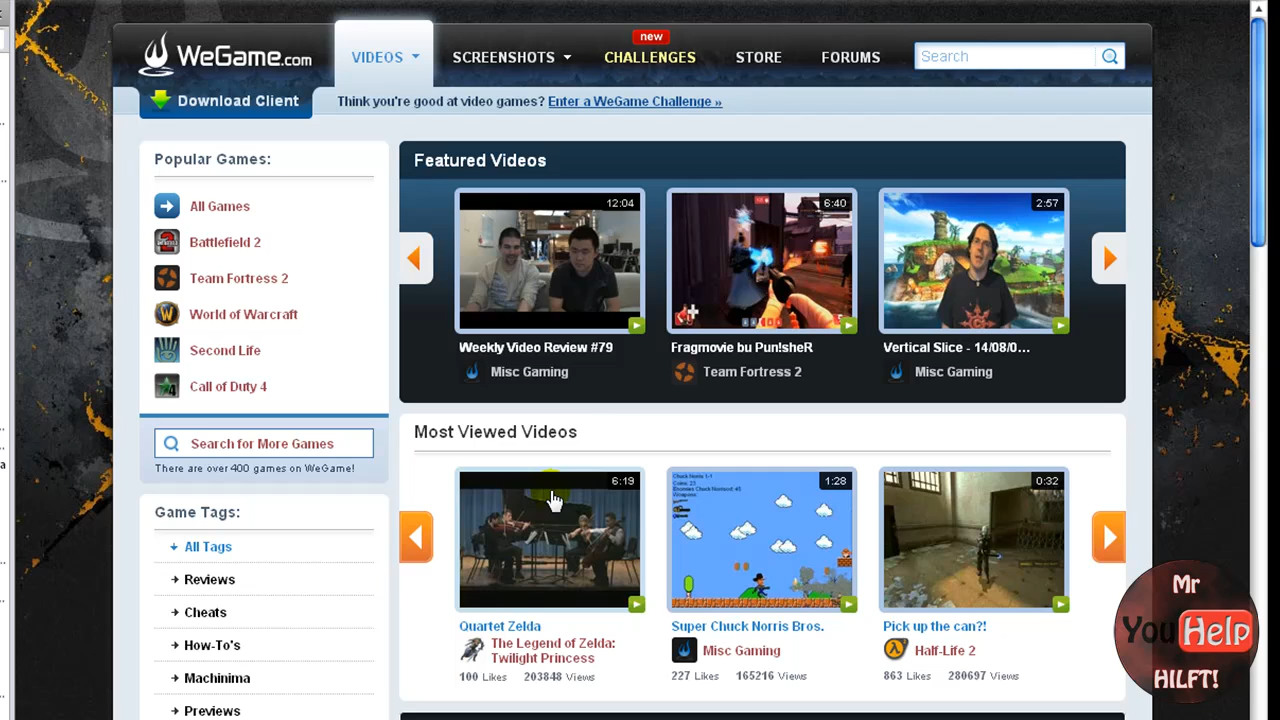 WeGame.com
VIDEOS
SCREENSHOTS
new
CHALLENGES
STORE
FORUMS
Search
Download Client
Think you're good at video games? Enter a WeGame Challenge »
Popular Games:
All Games
Battlefield 2
Team Fortress 2
World of Warcraft
Second Life
Call of Duty 4
Search for More Games
There are over 400 games on WeGame!
Game Tags:
All Tags
Reviews
Cheats
How-To's
Machinima
Previews
Featured Videos
12:04
6:40
2:57
Weekly Video Review #79
Fragmovie bu Pun!sheR
Vertical Slice - 14/08/0...
Misc Gaming
Team Fortress 2
Misc Gaming
Most Viewed Videos
6:19
Chuck Norris 1-1
1:28
0:32
Quartet Zelda
Super Chuck Norris Bros.
Pick up the can?!
The Legend of Zelda:
Twilight Princess
Misc Gaming
Half-Life 2
100 Likes 203848 Views
227 Likes 165216 Views
863 Likes 280697 Views
Mr
YouHelp
HILFT!